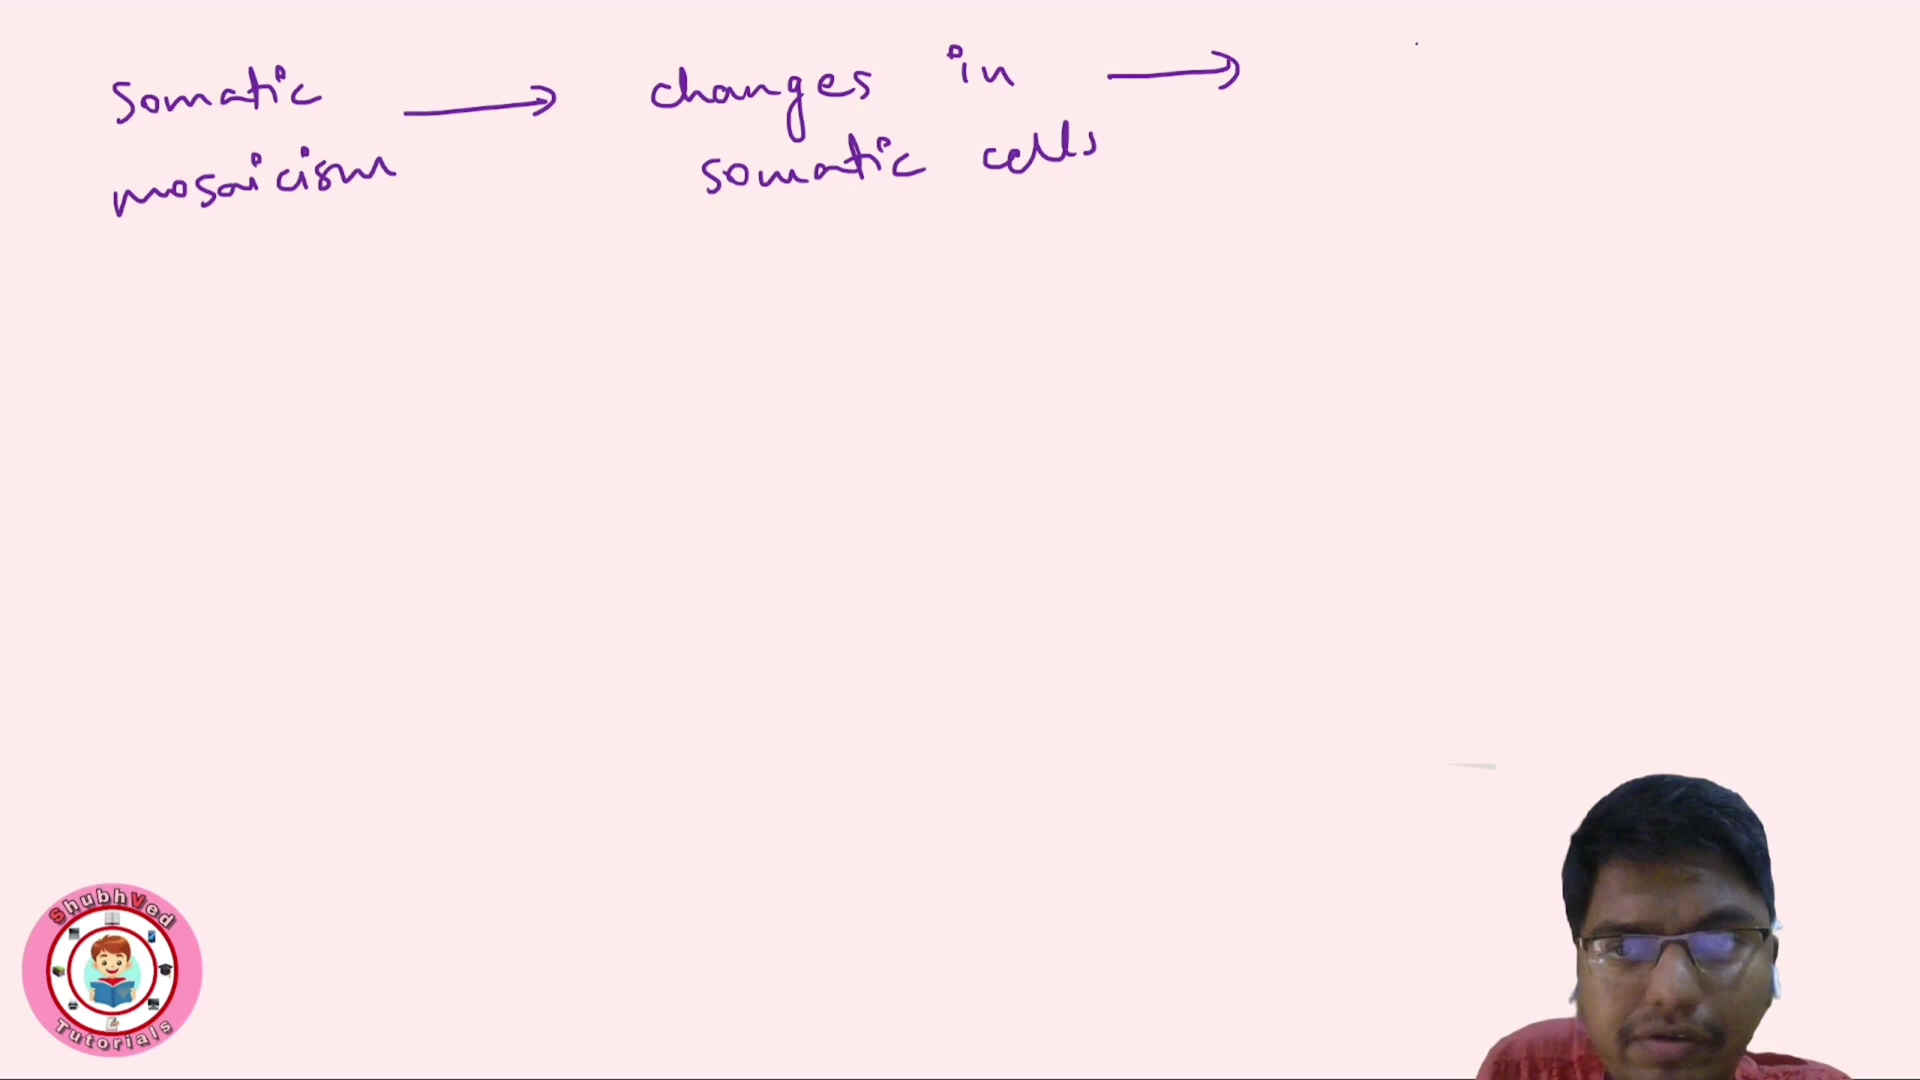 somatic → changes in →
mosaicism somatic cells
ShubhVed
Tutorials